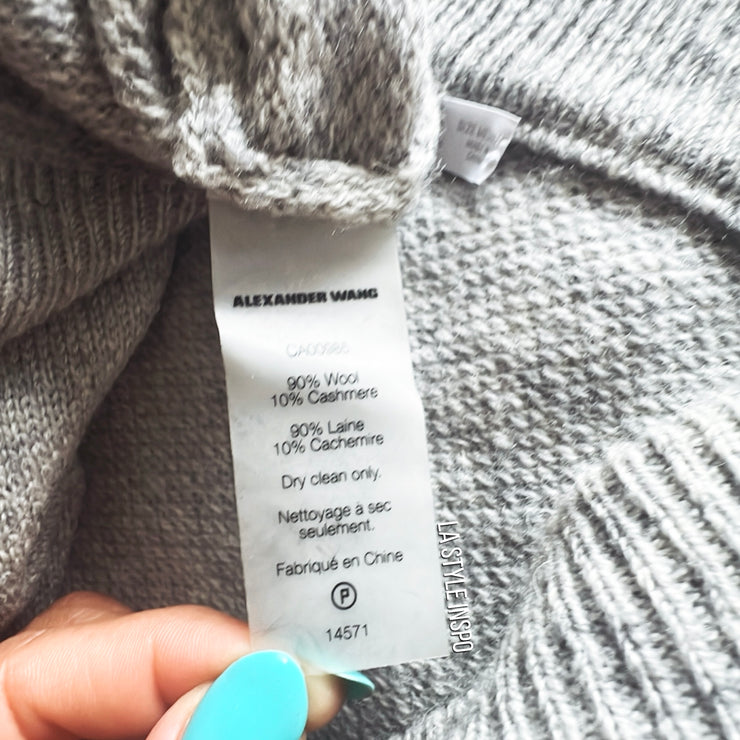 ALEXANDER WANG
90% Wool
10% Cashmere
90% Laine
10% Cachemire
Dry clean only.
Nettoyage à sec
seulement.
Fabriqué en Chine
P
14571
LA STYLE INSPO